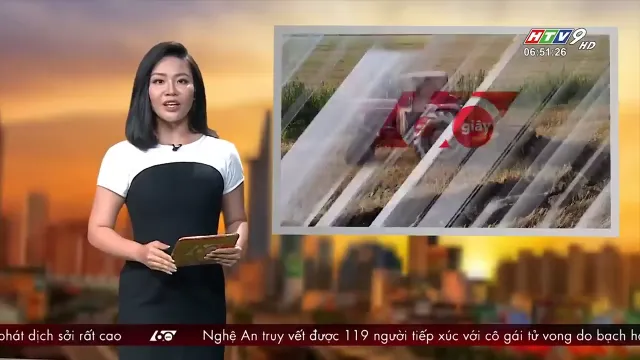 HTV9 HD
06:51:26
60 giây
phát dịch sởi rất cao 60 Nghệ An truy vết được 119 người tiếp xúc với cô gái tử vong do bạch h